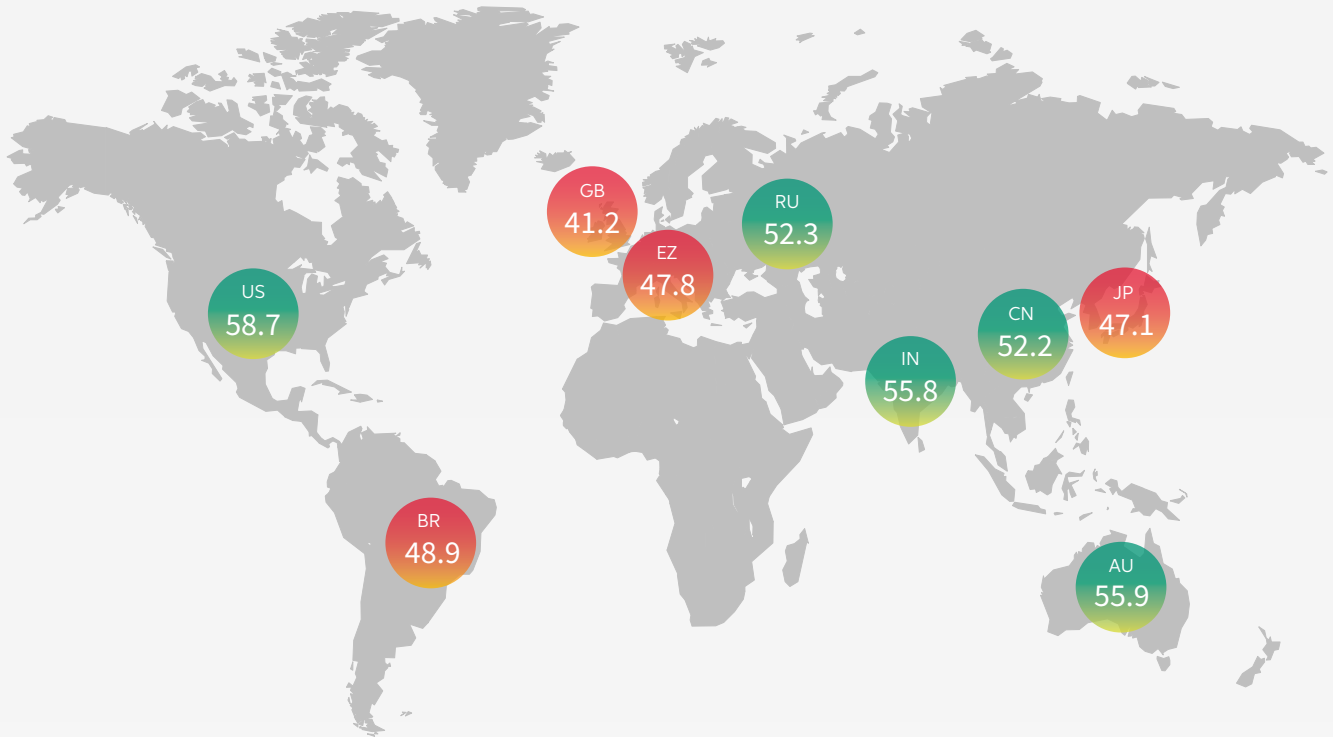 GB
41.2
RU
52.3
EZ
47.8
US
58.7
JP
47.1
CN
52.2
IN
55.8
BR
48.9
AU
55.9